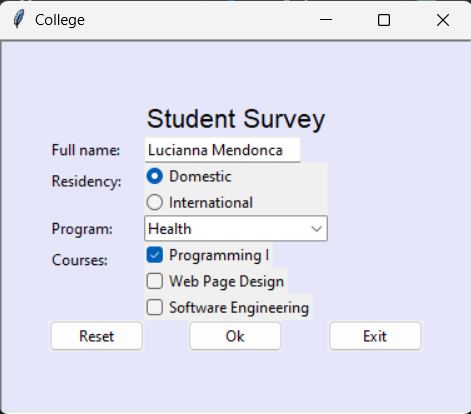 College
Student Survey
Full name: Lucianna Mendonca
Residency: Domestic
International
Program: Health
Courses: Programming I
Web Page Design
Software Engineering
Reset Ok Exit